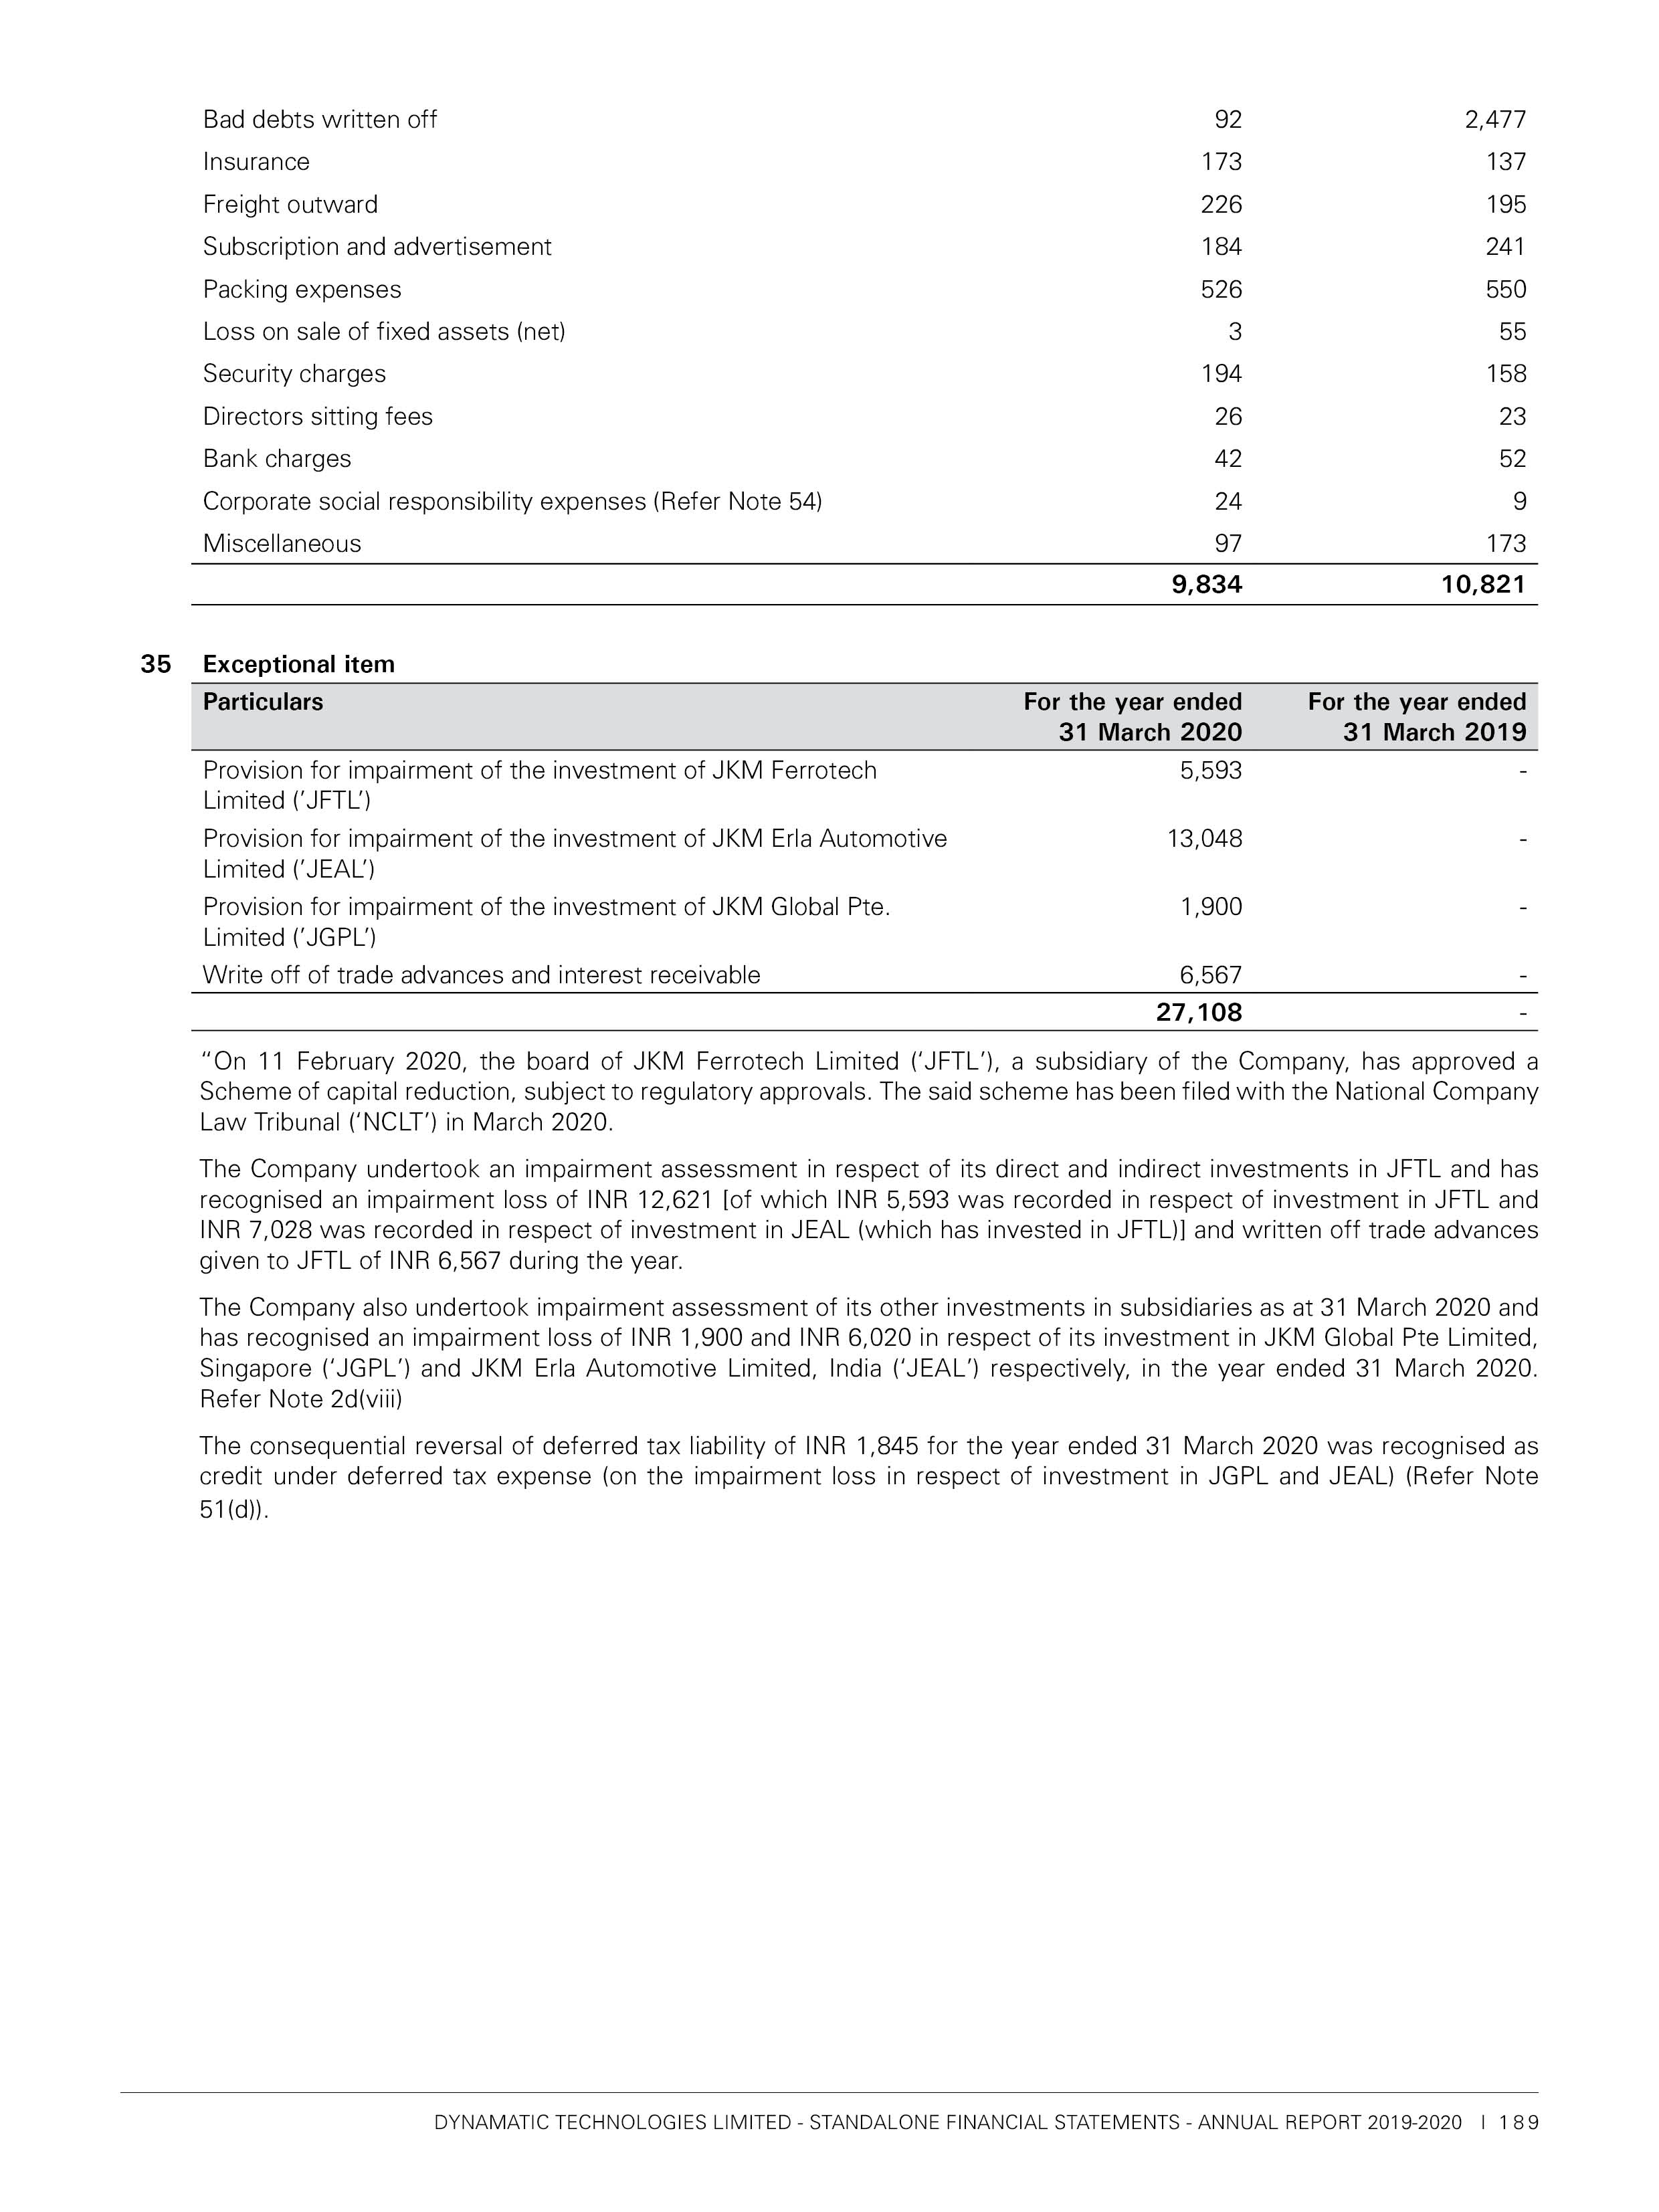 Bad debts written off 92 2,477
Insurance 173 137
Freight outward 226 195
Subscription and advertisement 184 241
Packing expenses 526 550
Loss on sale of fixed assets (net) 3 55
Security charges 194 158
Directors sitting fees 26 23
Bank charges 42 52
Corporate social responsibility expenses (Refer Note 54) 24 9
Miscellaneous 97 173
9,834 10,821
35 Exceptional item
Particulars For the year ended For the year ended
31 March 2020 31 March 2019
Provision for impairment of the investment of JKM Ferrotech 5,593 -
Limited ('JFTL')
Provision for impairment of the investment of JKM Erla Automotive 13,048 -
Limited ('JEAL')
Provision for impairment of the investment of JKM Global Pte. 1,900 -
Limited ('JGPL')
Write off of trade advances and interest receivable 6,567 -
27,108 -
“On 11 February 2020, the board of JKM Ferrotech Limited (‘JFTL’), a subsidiary of the Company, has approved a
Scheme of capital reduction, subject to regulatory approvals. The said scheme has been filed with the National Company
Law Tribunal (‘NCLT’) in March 2020.
The Company undertook an impairment assessment in respect of its direct and indirect investments in JFTL and has
recognised an impairment loss of INR 12,621 [of which INR 5,593 was recorded in respect of investment in JFTL and
INR 7,028 was recorded in respect of investment in JEAL (which has invested in JFTL)] and written off trade advances
given to JFTL of INR 6,567 during the year.
The Company also undertook impairment assessment of its other investments in subsidiaries as at 31 March 2020 and
has recognised an impairment loss of INR 1,900 and INR 6,020 in respect of its investment in JKM Global Pte Limited,
Singapore (‘JGPL’) and JKM Erla Automotive Limited, India (‘JEAL’) respectively, in the year ended 31 March 2020.
Refer Note 2d(viii)
The consequential reversal of deferred tax liability of INR 1,845 for the year ended 31 March 2020 was recognised as
credit under deferred tax expense (on the impairment loss in respect of investment in JGPL and JEAL) (Refer Note
51(d)).
DYNAMATIC TECHNOLOGIES LIMITED - STANDALONE FINANCIAL STATEMENTS - ANNUAL REPORT 2019-2020 | 189